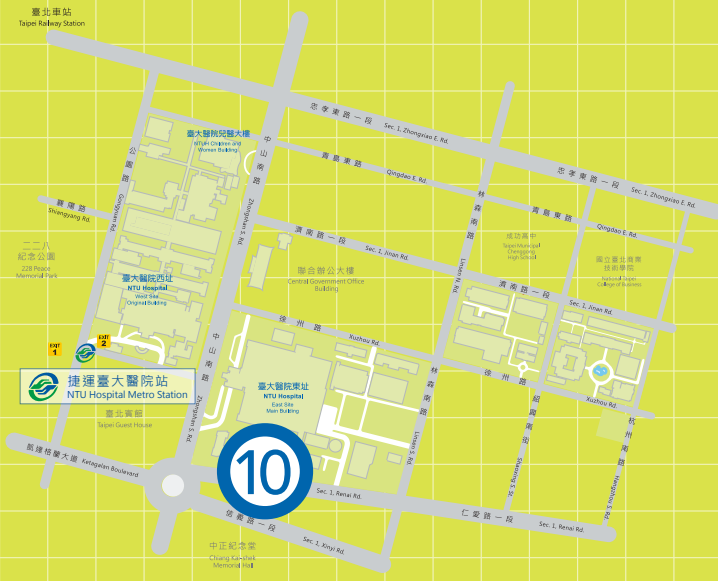 臺北車站
Taipei Railway Station
忠孝東路一段
Sec. 1, Zhongxiao E. Rd.
忠孝東路一段
Sec. 1, Zhongxiao E. Rd.
臺大醫院兒醫大樓
NTUH Children and
Women Building
中山南路
Zhongshan S. Rd.
公園路
Gongyuan Rd.
青島東路
Qingdao E. Rd.
青島東路
Qingdao E. Rd.
林森南路
Linsen N. Rd.
襄陽路
Shiangyang Rd.
濟南路一段
Sec. 1, Jinan Rd.
濟南路一段
Sec. 1, Jinan Rd.
成功高中
Taipei Municipal
Chenggong
High School
國立臺北商業
技術學院
National Taipei
College of Business
二二八
紀念公園
228 Peace
Memorial Park
聯合辦公大樓
Central Government Office
Building
臺大醫院西址
NTU Hospital
West Site
Original Building
徐州路
Xuzhou Rd.
徐州路
Xuzhou Rd.
EXIT
1
EXIT
2
捷運臺大醫院站
NTU Hospital Metro Station
中山南路
Zhongshan S. Rd.
臺大醫院東址
NTU Hospital
East Site
Main Building
林森南路
Linsen S. Rd.
紹興南街
Shaoxing S. St.
杭州南路
Hangzhou S. Rd.
臺北賓館
Taipei Guest House
凱達格蘭大道
Ketagalan Boulevard
10
Sec. 1, Renai Rd.
仁愛路一段
Sec. 1, Renai Rd.
信義路一段
Sec. 1, Xinyi Rd.
中正紀念堂
Chiang Kai-shek
Memorial Hall